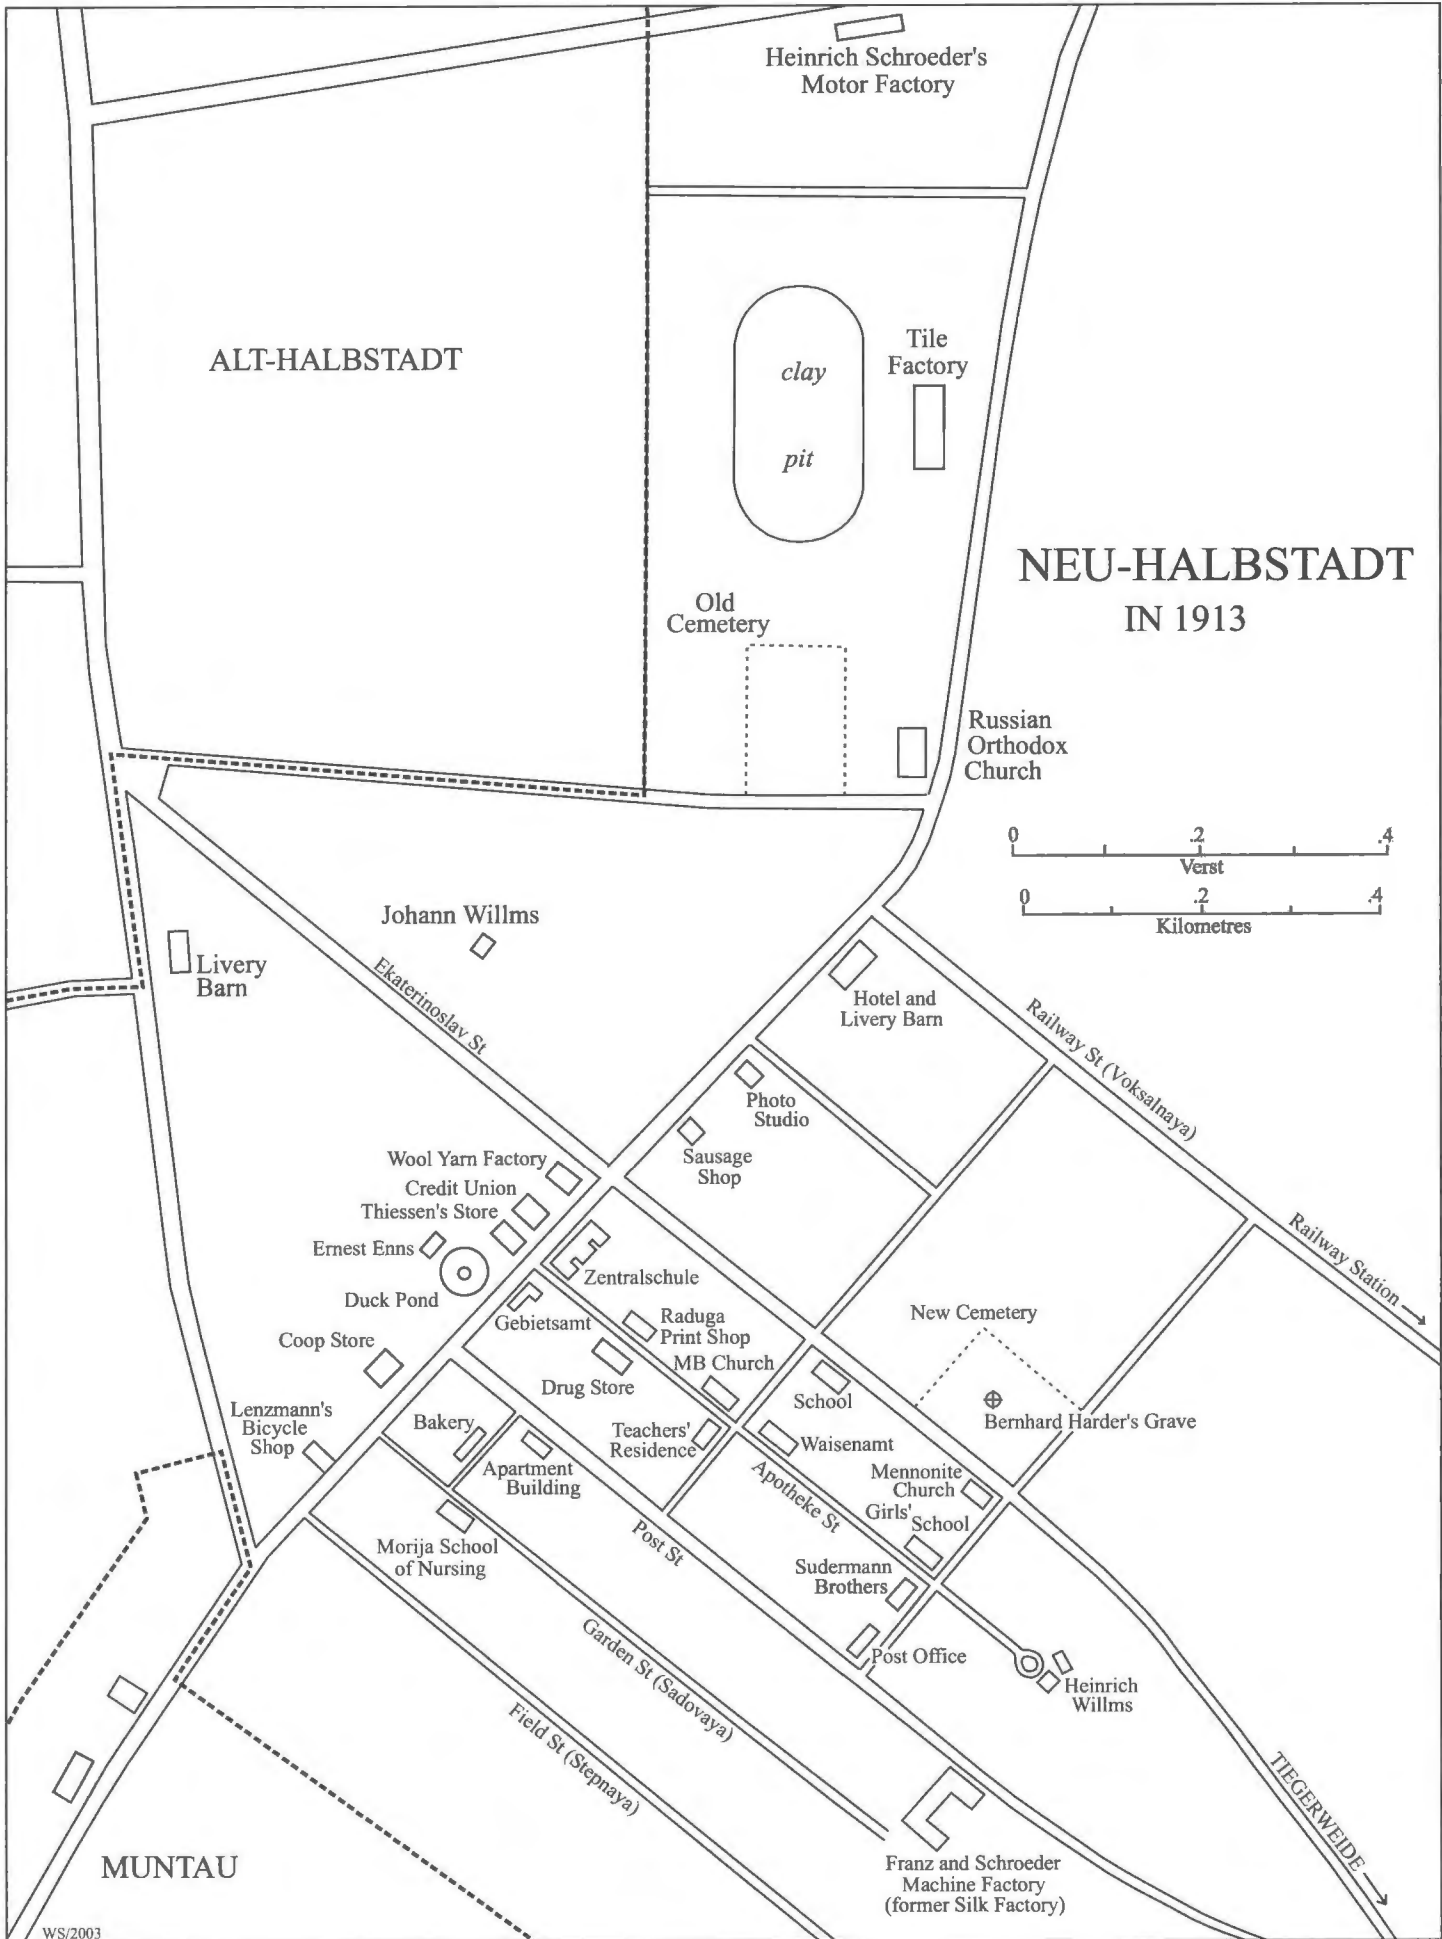 Heinrich Schroeder's
Motor Factory
ALT-HALBSTADT
clay
pit
Tile
Factory
NEU-HALBSTADT
IN 1913
Old
Cemetery
Russian
Orthodox
Church
0 .2 .4
Verst
0 .2 .4
Kilometres
Johann Willms
Livery
Barn
Ekaterinoslav St
Hotel and
Livery Barn
Railway St (Voksalnaya)
Photo
Studio
Sausage
Shop
Wool Yarn Factory
Credit Union
Thiessen's Store
Ernest Enns
Duck Pond
Railway Station
Zentralschule
Gebietsamt
Raduga
Print Shop
MB Church
New Cemetery
Coop Store
Drug Store
School
Bernhard Harder's Grave
Lenzmann's
Bicycle
Shop
Bakery
Teachers'
Residence
Waisenamt
Apartment
Building
Apotheke St
Mennonite
Church
Girls'
School
Morija School
of Nursing
Post St
Sudermann
Brothers
Garden St (Sadovaya)
Post Office
Heinrich
Willms
Field St (Stepnaya)
TIEGERWEIDE
MUNTAU
Franz and Schroeder
Machine Factory
(former Silk Factory)
WS/2003